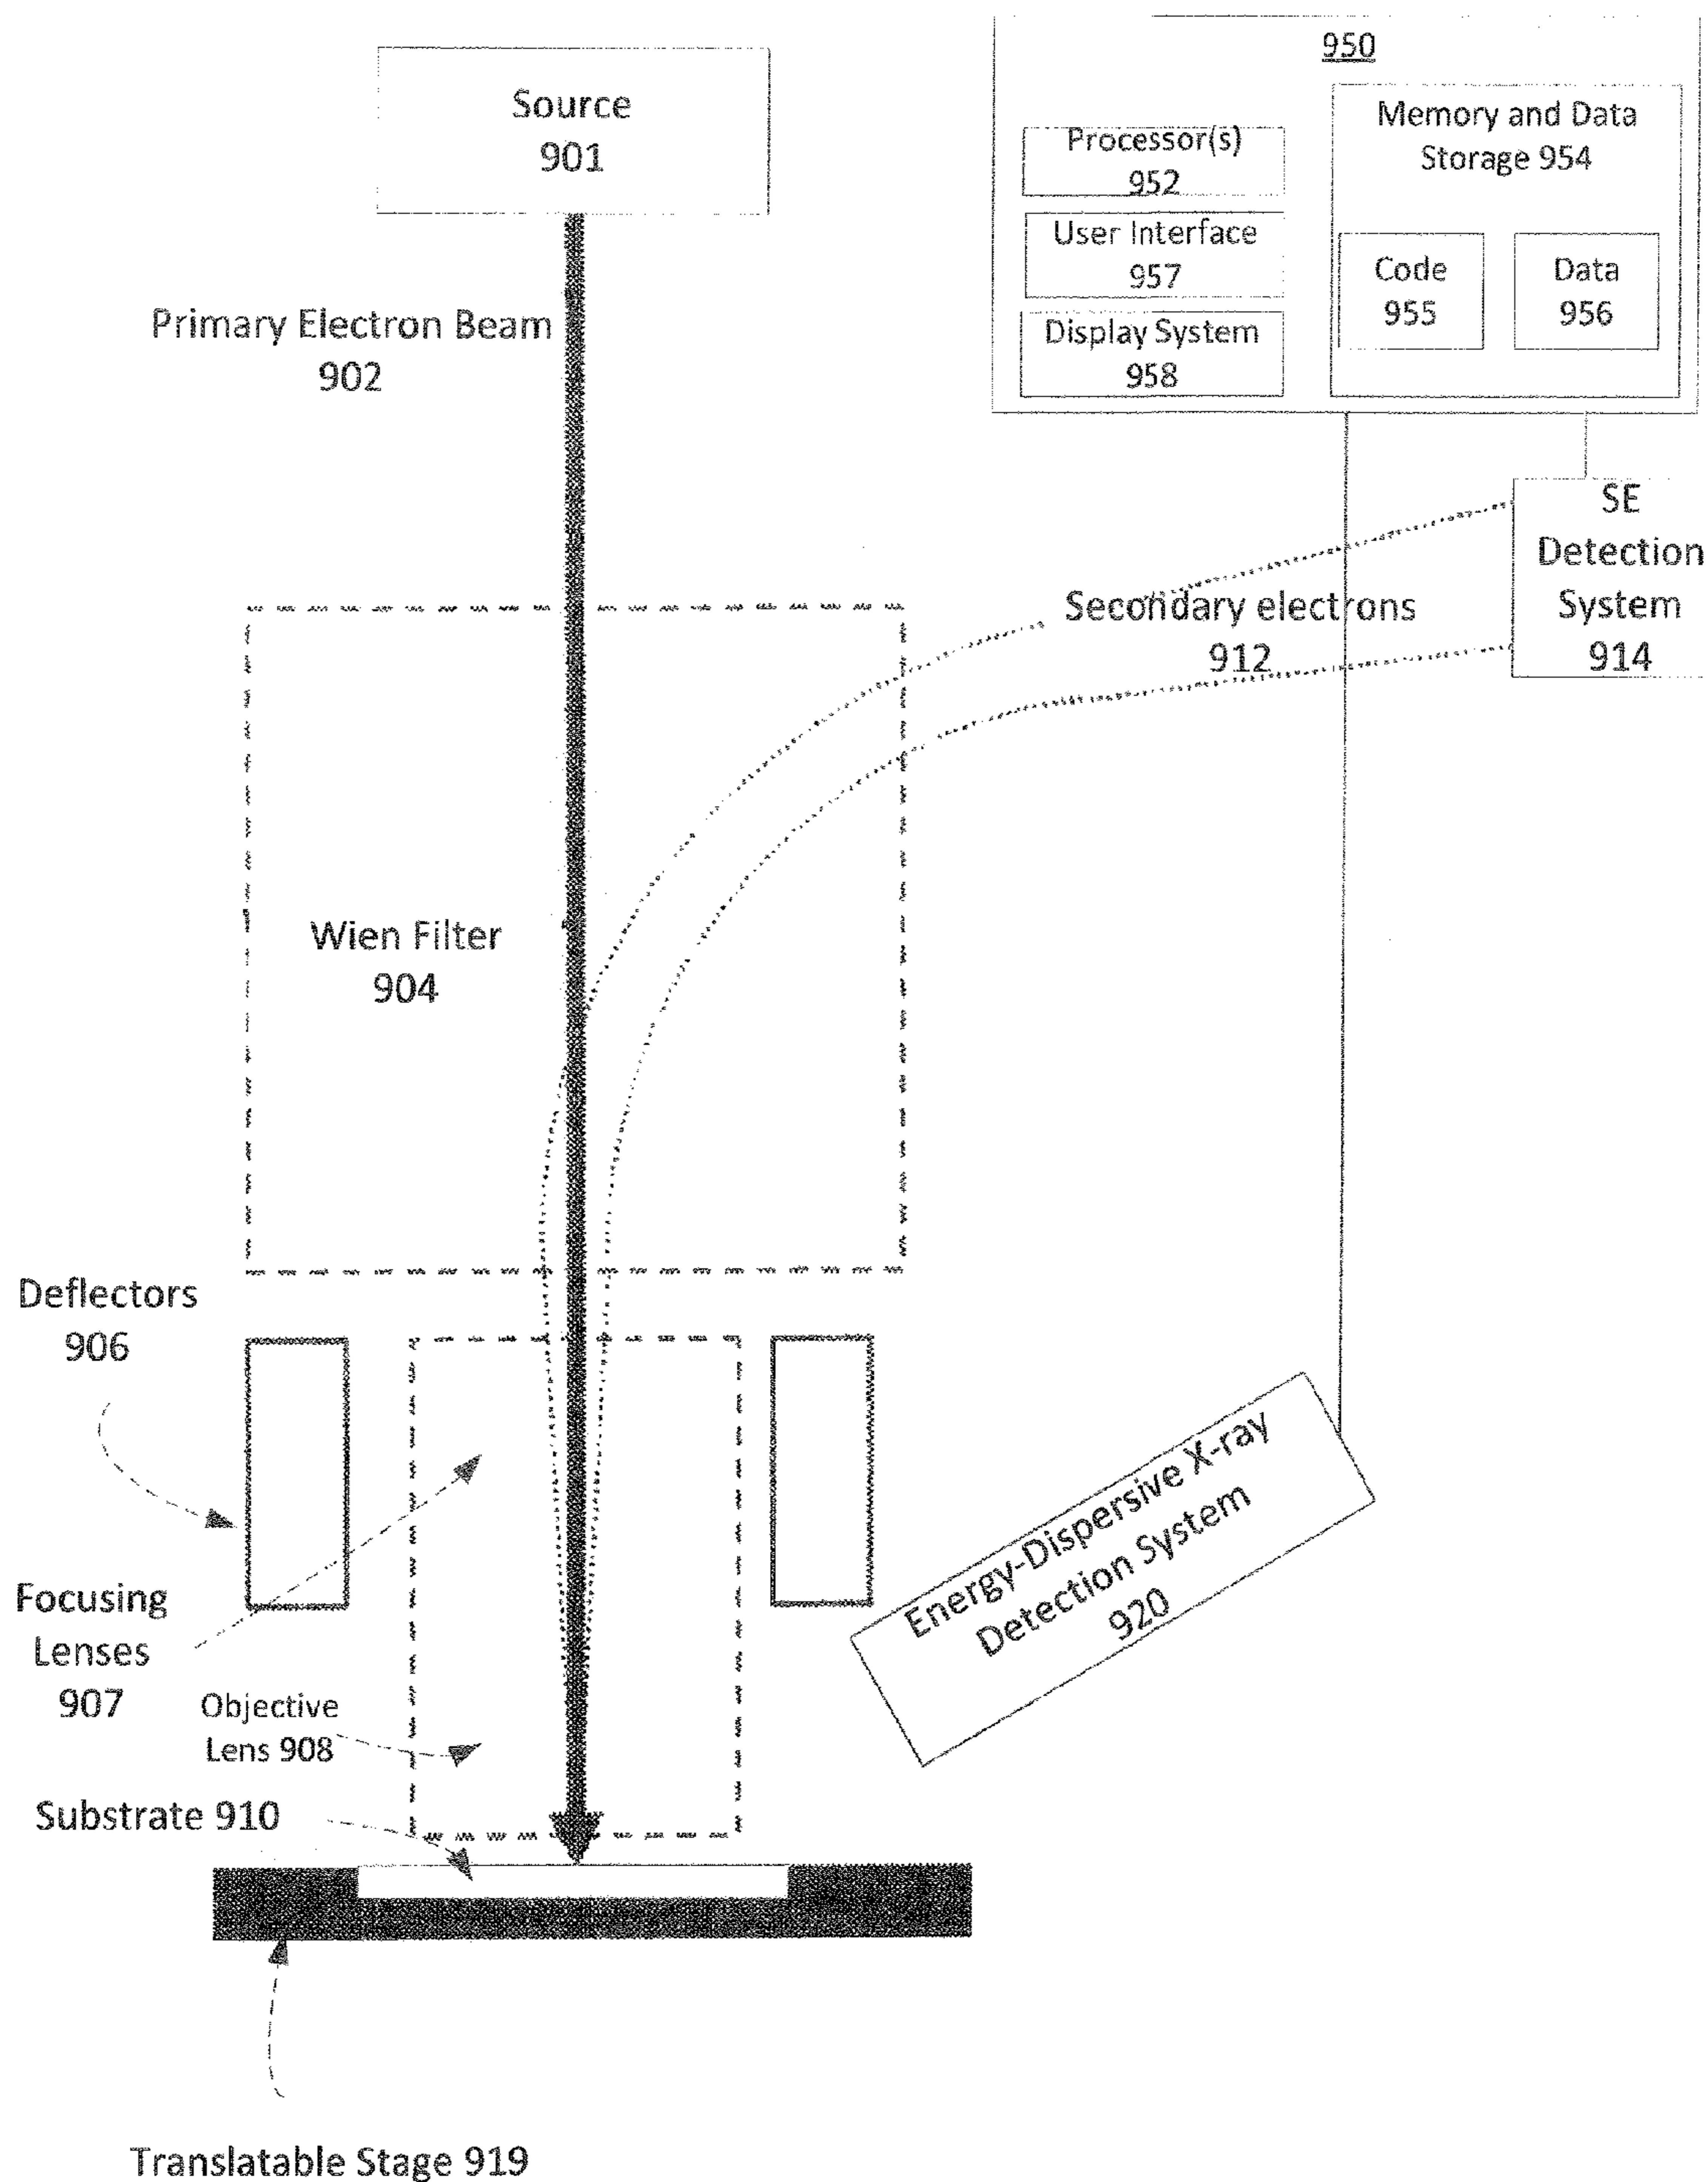 950
Source
901
Processor(s)
952
User Interface
957
Display System
958
Memory and Data
Storage 954
Code
955
Data
956
Primary Electron Beam
902
SE
Detection
System
914
Secondary electrons
912
Wien Filter
904
Deflectors
906
Energy-Dispersive X-ray
Detection System
920
Focusing
Lenses
907
Objective
Lens 908
Substrate 910
Translatable Stage 919